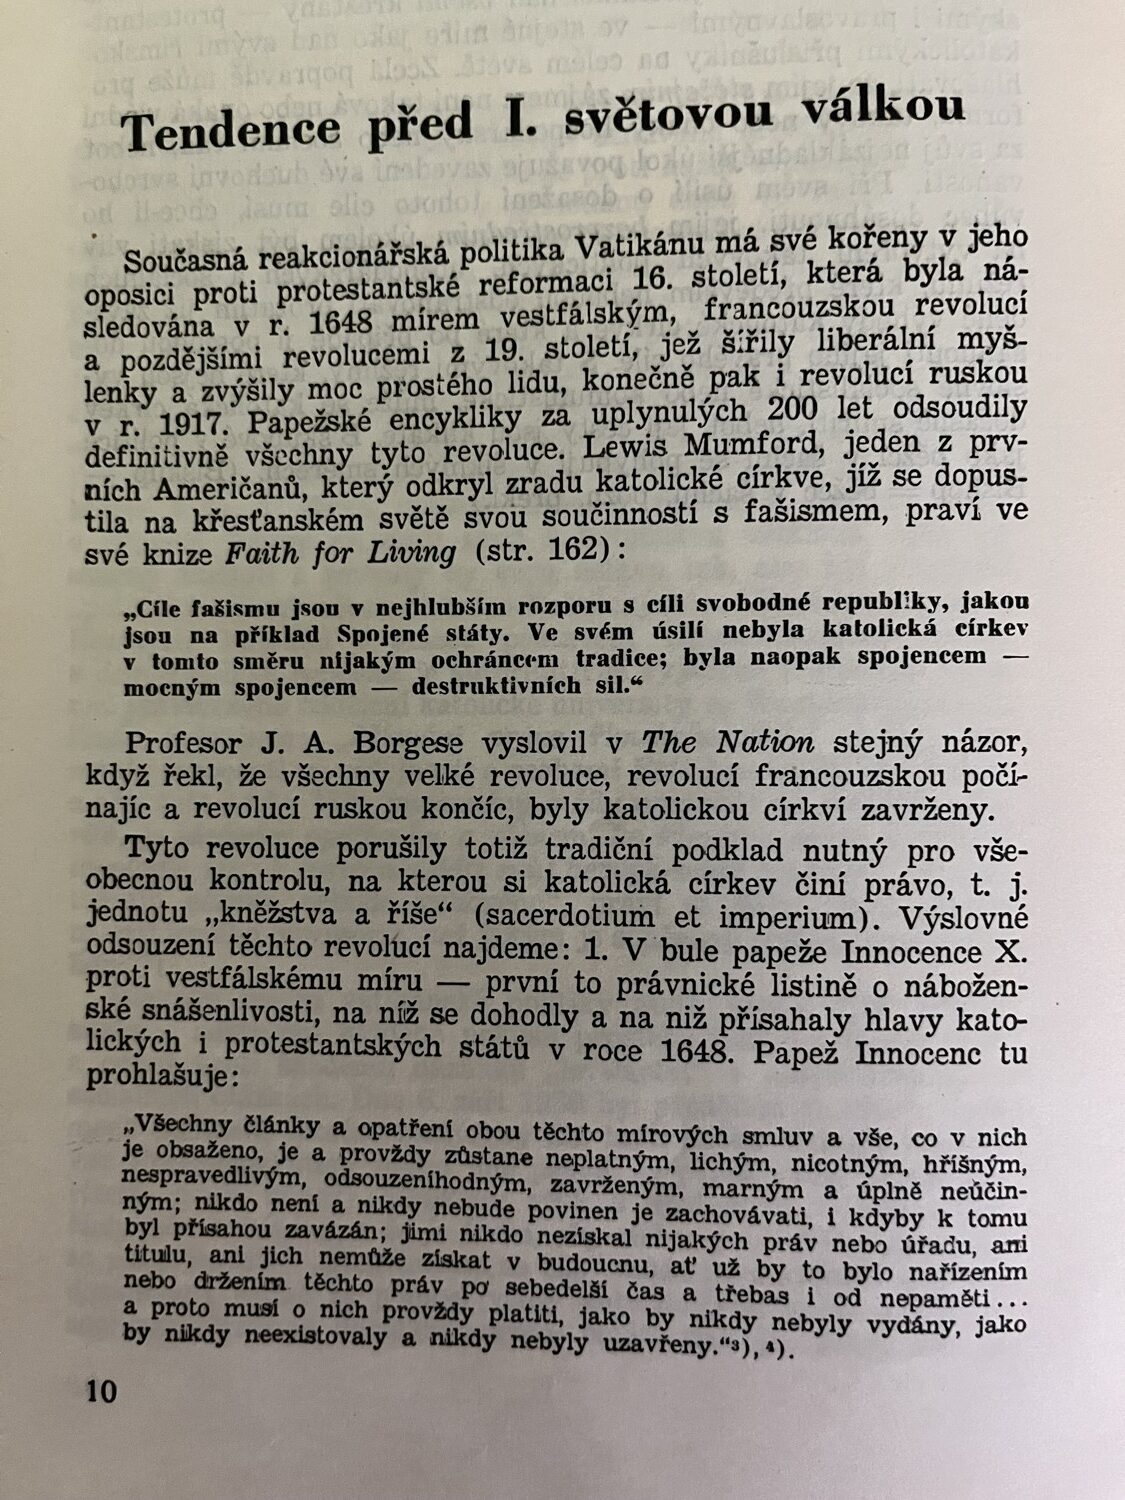 Tendence před I. světovou válkou
Současná reakcionářská politika Vatikánu má své kořeny v jeho
oposici proti protestantské reformaci 16. století, která byla ná-
sledována v r. 1648 mírem vestfálským, francouzskou revolucí
a pozdějšími revolucemi z 19. století, jež šířily liberální myš-
lenky a zvýšily moc prostého lidu, konečně pak i revolucí ruskou
v r. 1917. Papežské encykliky za uplynulých 200 let odsoudily
definitivně všechny tyto revoluce. Lewis Mumford, jeden z prv-
ních Američanů, který odkryl zradu katolické církve, jíž se dopus-
tila na křesťanském světě svou součinností s fašismem, praví ve
své knize Faith for Living (str. 162):
„Cíle fašismu jsou v nejhlubším rozporu s cíli svobodné republiky, jakou
jsou na příklad Spojené státy. Ve svém úsilí nebyla katolická církev
v tomto směru nijakým ochráncem tradice; byla naopak spojencem —
mocným spojencem — destruktivních sil.“
Profesor J. A. Borgese vyslovil v The Nation stejný názor,
když řekl, že všechny velké revoluce, revolucí francouzskou počí-
najíc a revolucí ruskou končíc, byly katolickou církví zavrženy.
Tyto revoluce porušily totiž tradiční podklad nutný pro vše-
obecnou kontrolu, na kterou si katolická církev činí právo, t. j.
jednotu „kněžstva a říše“ (sacerdotium et imperium). Výslovné
odsouzení těchto revolucí najdeme: 1. V bule papeže Innocence X.
proti vestfálskému míru — první to právnické listině o nábožen-
ské snášenlivosti, na níž se dohodly a na niž přísahaly hlavy kato-
lických i protestantských států v roce 1648. Papež Innocenc tu
prohlašuje:
„Všechny články a opatření obou těchto mírových smluv a vše, co v nich
je obsaženo, je a provždy zůstane neplatným, lichým, nicotným, hříšným,
nespravedlivým, odsouzeníhodným, zavrženým, marným a úplně neúčin-
ným; nikdo není a nikdy nebude povinen je zachovávati, i kdyby k tomu
byl přísahou zavázán; jimi nikdo nezískal nijakých práv nebo úřadu, ani
titulu, ani jich nemůže získat v budoucnu, ať už by to bylo nařízením
nebo držením těchto práv po sebedelší čas a třebas i od nepaměti...
a proto musí o nich provždy platiti, jako by nikdy nebyly vydány, jako
by nikdy neexistovaly a nikdy nebyly uzavřeny.“³), ⁴).
10